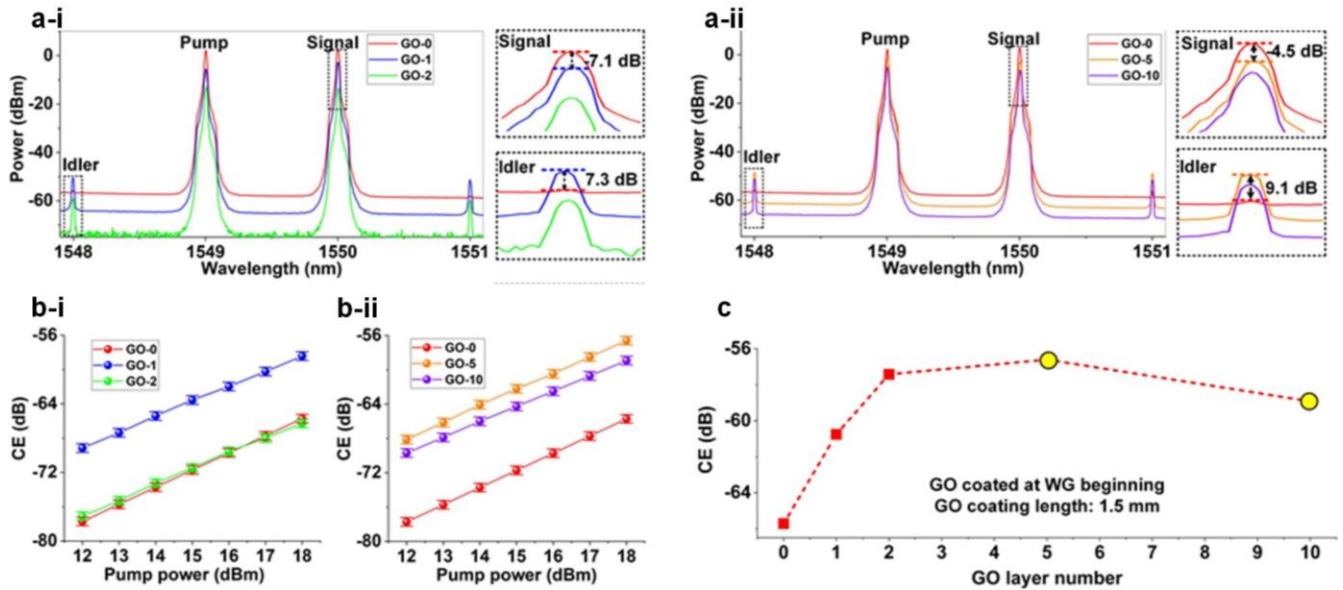 a-i
Pump
Signal
GO-0
GO-1
GO-2
Idler
Power (dBm)
0
-20
-40
-60
1548
1549
1550
1551
Wavelength (nm)
Signal
-7.1 dB
Idler
7.3 dB
a-ii
Pump
Signal
GO-0
GO-5
GO-10
Idler
Power (dBm)
0
-20
-40
-60
1548
1549
1550
1551
Wavelength (nm)
Signal
-4.5 dB
Idler
9.1 dB
b-i
GO-0
GO-1
GO-2
CE (dB)
-56
-64
-72
-80
12 13 14 15 16 17 18
Pump power (dBm)
b-ii
GO-0
GO-5
GO-10
CE (dB)
-56
-64
-72
-80
12 13 14 15 16 17 18
Pump power (dBm)
c
CE (dB)
-56
-60
-64
GO coated at WG beginning
GO coating length: 1.5 mm
0 1 2 3 4 5 6 7 8 9 10
GO layer number